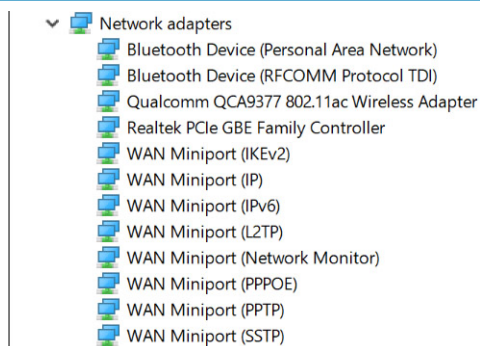 Network adapters
Bluetooth Device (Personal Area Network)
Bluetooth Device (RFCOMM Protocol TDI)
Qualcomm QCA9377 802.11ac Wireless Adapter
Realtek PCIe GBE Family Controller
WAN Miniport (IKEv2)
WAN Miniport (IP)
WAN Miniport (IPv6)
WAN Miniport (L2TP)
WAN Miniport (Network Monitor)
WAN Miniport (PPPOE)
WAN Miniport (PPTP)
WAN Miniport (SSTP)